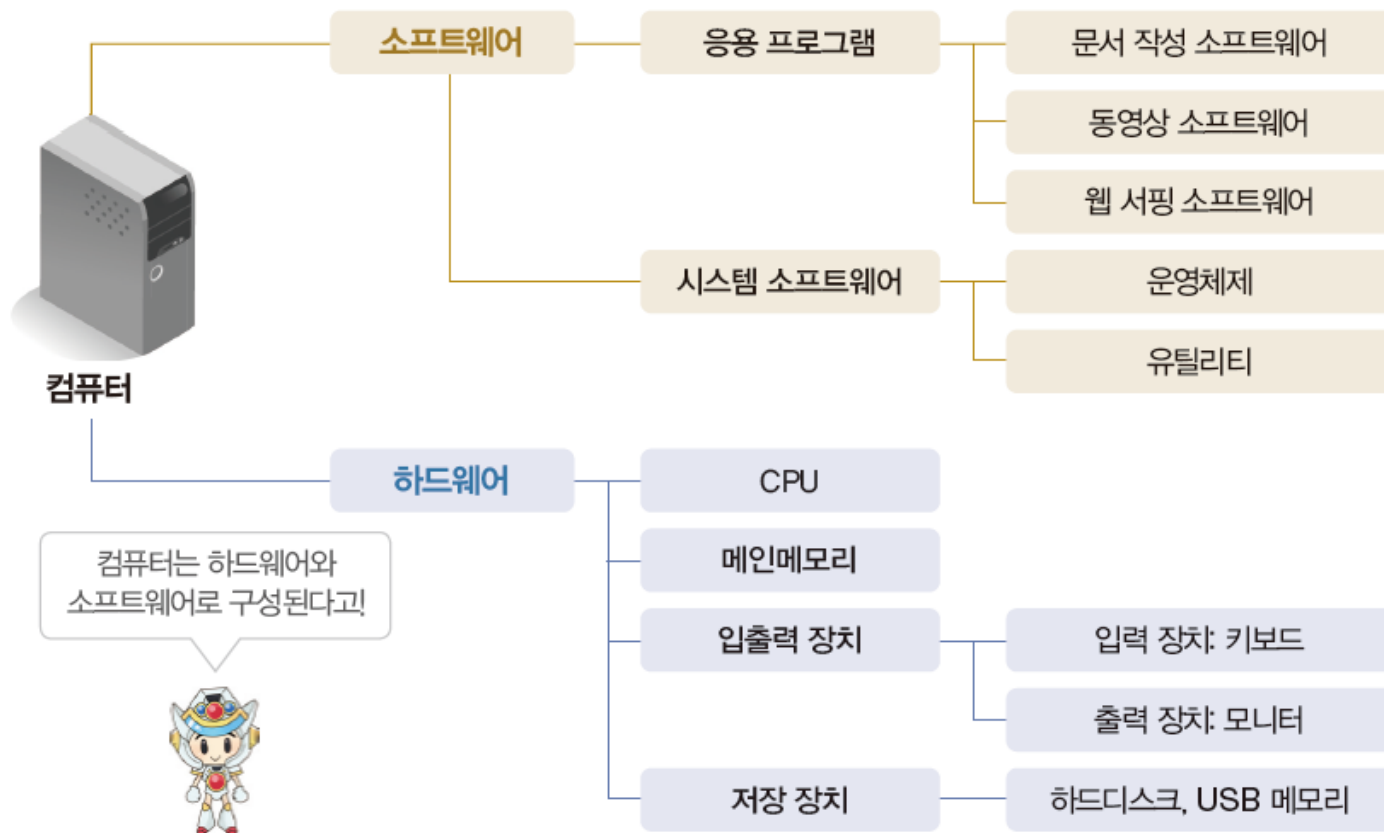 소프트웨어
응용 프로그램
문서 작성 소프트웨어
동영상 소프트웨어
웹 서핑 소프트웨어
시스템 소프트웨어
운영체제
유틸리티
컴퓨터
하드웨어
CPU
메인메모리
컴퓨터는 하드웨어와
소프트웨어로 구성된다고!
입출력 장치
입력 장치: 키보드
출력 장치: 모니터
저장 장치
하드디스크, USB 메모리